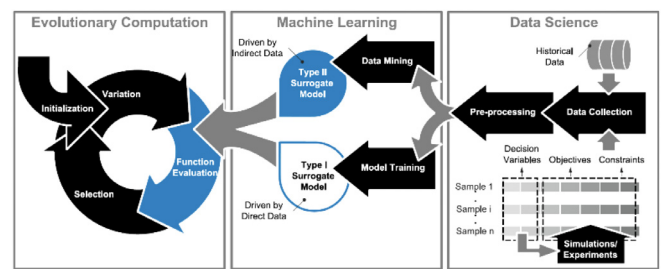 Evolutionary Computation
Initialization
Variation
Selection
Function
Evaluation
Machine Learning
Driven by
Indirect Data
Type II
Surrogate
Model
Data Mining
Type I
Surrogate
Model
Model Training
Driven by
Direct Data
Data Science
Historical
Data
Pre-processing
Data Collection
Decision
Variables
Objectives
Constraints
Sample 1
.
Sample i
.
Sample n
Simulations/
Experiments